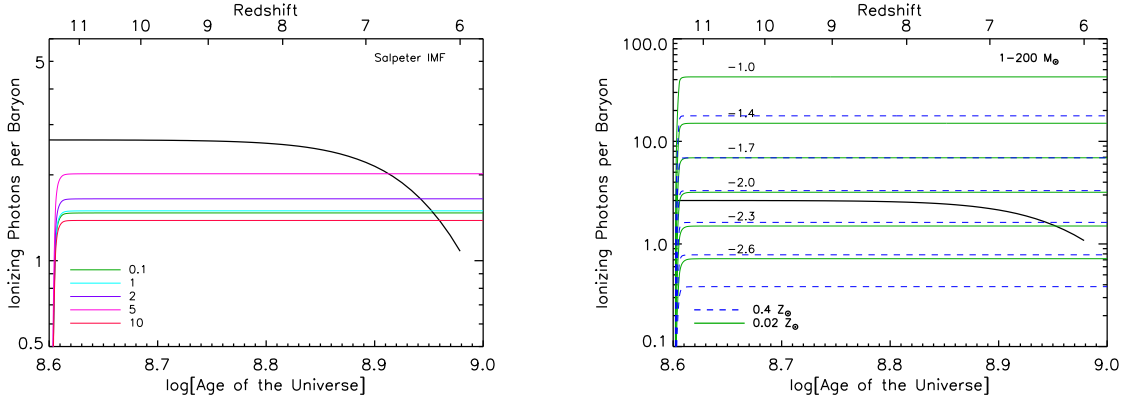 Redshift
11 10 9 8 7 6
Salpeter IMF
5
1
0.5
Ionizing Photons per Baryon
0.1
1
2
5
10
8.6 8.7 8.8 8.9 9.0
log[Age of the Universe]
Redshift
11 10 9 8 7 6
1-200 M⊙
100.0
10.0
1.0
0.1
Ionizing Photons per Baryon
-1.0
-1.4
-1.7
-2.0
-2.3
-2.6
0.4 Z⊙
0.02 Z⊙
8.6 8.7 8.8 8.9 9.0
log[Age of the Universe]